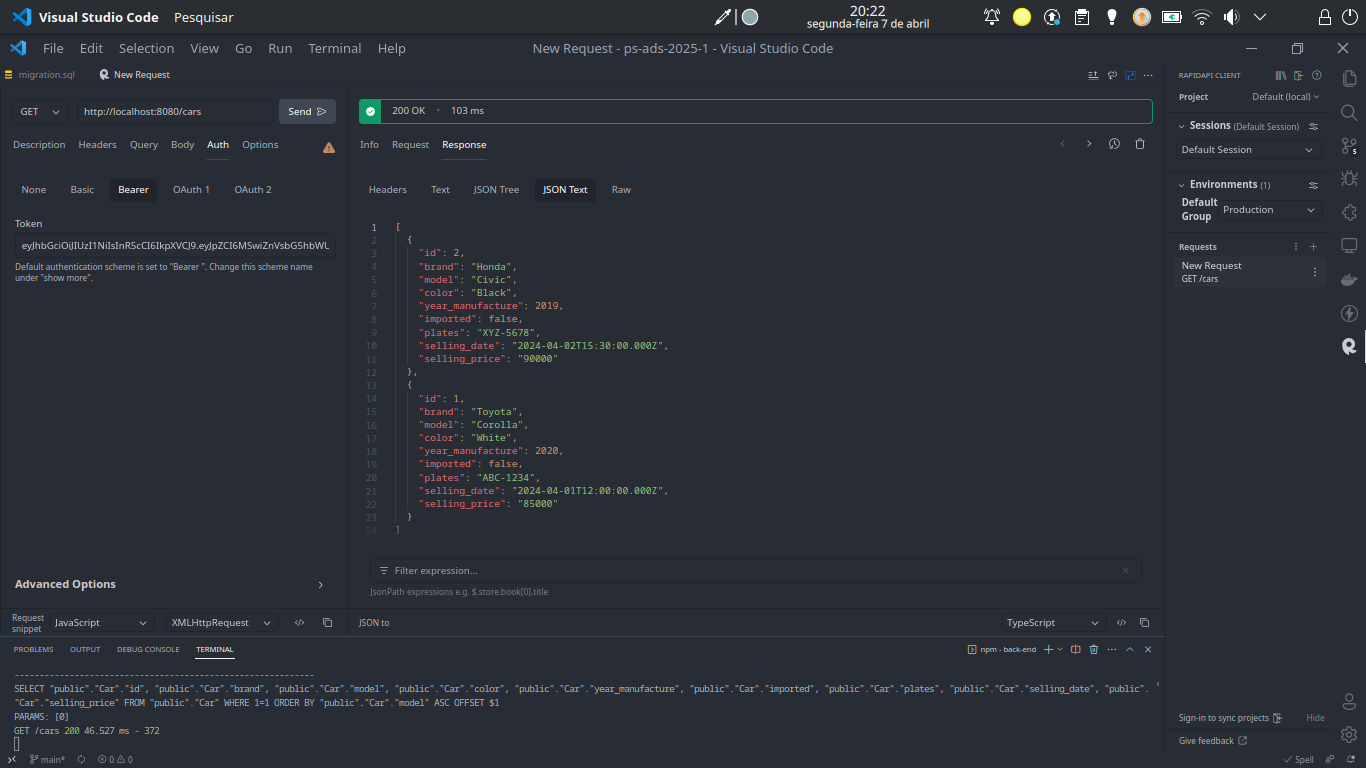 Visual Studio Code Pesquisar
20:22
segunda-feira 7 de abril
File Edit Selection View Go Run Terminal Help
New Request - ps-ads-2025-1 - Visual Studio Code
migration.sql New Request
GET http://localhost:8080/cars Send
Description Headers Query Body Auth Options
None Basic Bearer OAuth 1 OAuth 2
Token
Default authentication scheme is set to "Bearer ". Change this scheme name
under "show more".
Advanced Options
Request
snippet
JavaScript XMLHttpRequest
200 OK · 103 ms
Info Request Response
Headers Text JSON Tree JSON Text Raw
1 [
2 {
3 "id": 2,
4 "brand": "Honda",
5 "model": "Civic",
6 "color": "Black",
7 "year_manufacture": 2019,
8 "imported": false,
9 "plates": "XYZ-5678",
10 "selling_date": "2024-04-02T15:30:00.000Z",
11 "selling_price": "90000"
12 },
13 {
14 "id": 1,
15 "brand": "Toyota",
16 "model": "Corolla",
17 "color": "White",
18 "year_manufacture": 2020,
19 "imported": false,
20 "plates": "ABC-1234",
21 "selling_date": "2024-04-01T12:00:00.000Z",
22 "selling_price": "85000"
23 }
24 ]
Filter expression...
JsonPath expressions e.g. $.store.book[0].title
JSON to TypeScript
RAPIDAPI CLIENT
Project Default (local)
Sessions (Default Session)
Default Session
Environments (1)
Default
Group
Production
Requests
New Request
GET /cars
5
Sign-in to sync projects Hide
Give feedback
PROBLEMS OUTPUT DEBUG CONSOLE TERMINAL
npm - back-end
------------------------------------------------------------
SELECT "public"."Car"."id", "public"."Car"."brand", "public"."Car"."model", "public"."Car"."color", "public"."Car"."year_manufacture", "public"."Car"."imported", "public"."Car"."plates", "public"."Car"."selling_date", "public".
"Car"."selling_price" FROM "public"."Car" WHERE 1=1 ORDER BY "public"."Car"."model" ASC OFFSET $1
PARAMS: [0]
GET /cars 200 46.527 ms - 372
main* 0 0 Spell